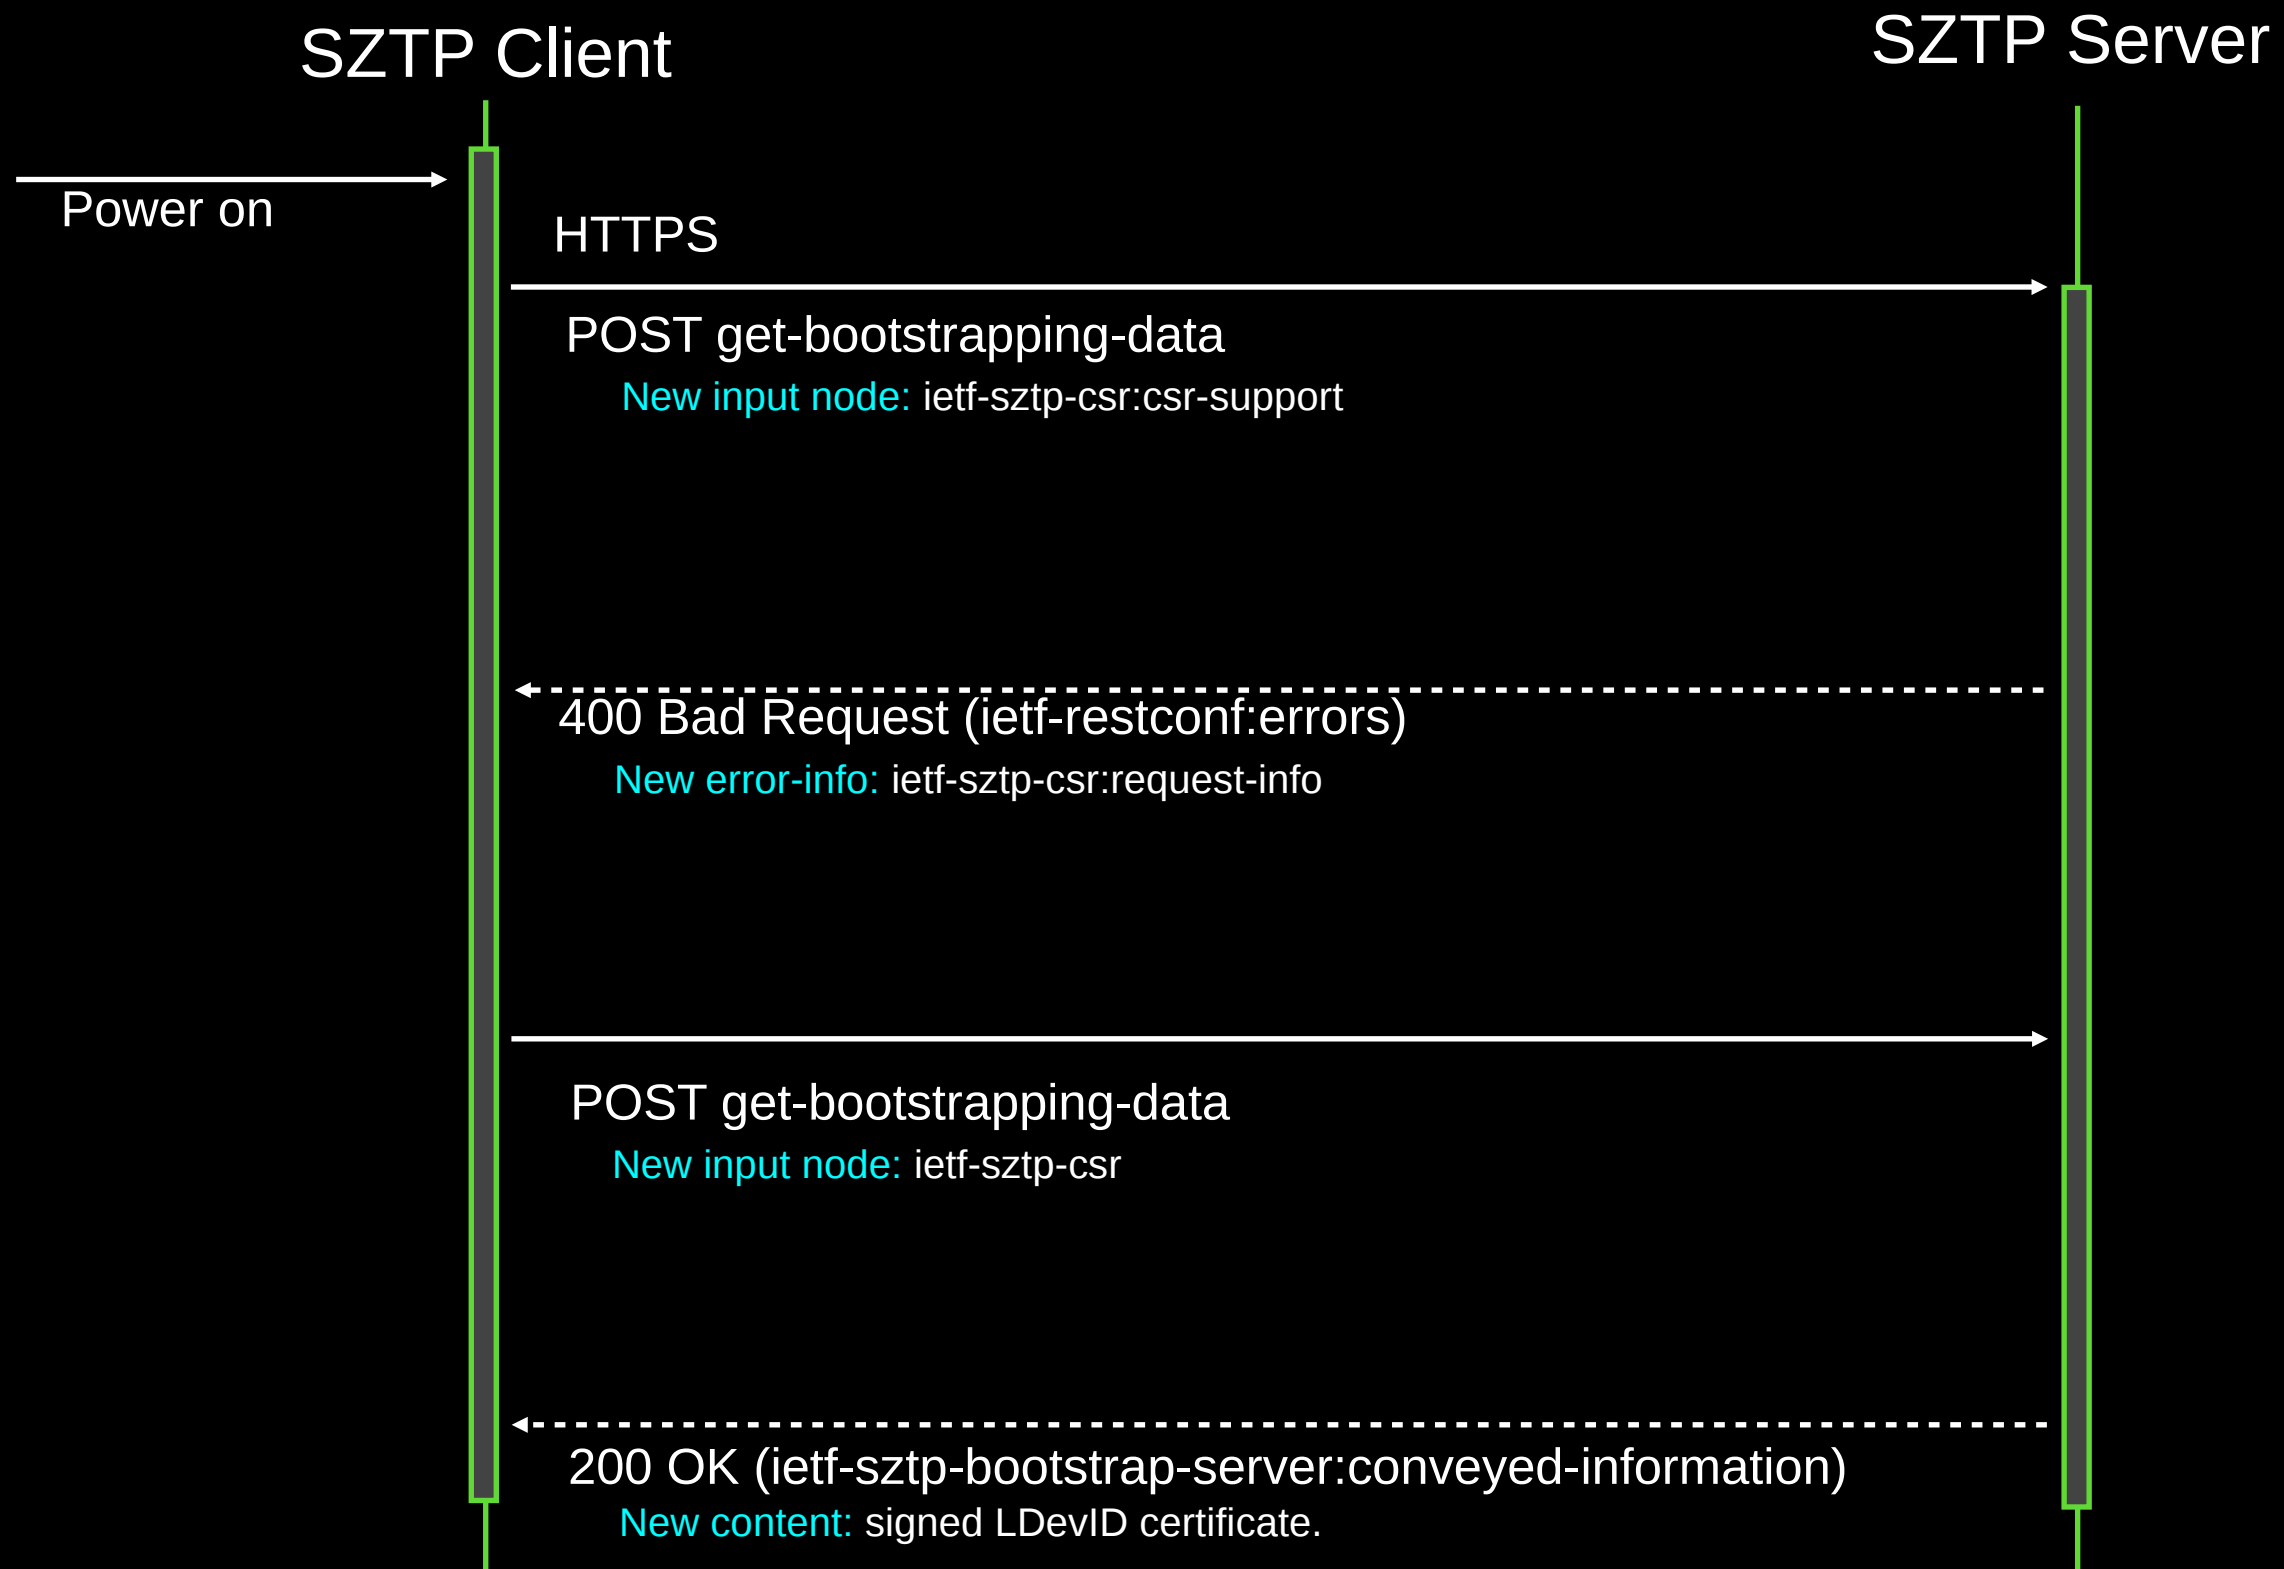 SZTP Client
SZTP Server
Power on
HTTPS
POST get-bootstrapping-data
New input node: ietf-sztp-csr:csr-support
400 Bad Request (ietf-restconf:errors)
New error-info: ietf-sztp-csr:request-info
POST get-bootstrapping-data
New input node: ietf-sztp-csr
200 OK (ietf-sztp-bootstrap-server:conveyed-information)
New content: signed LDevID certificate.